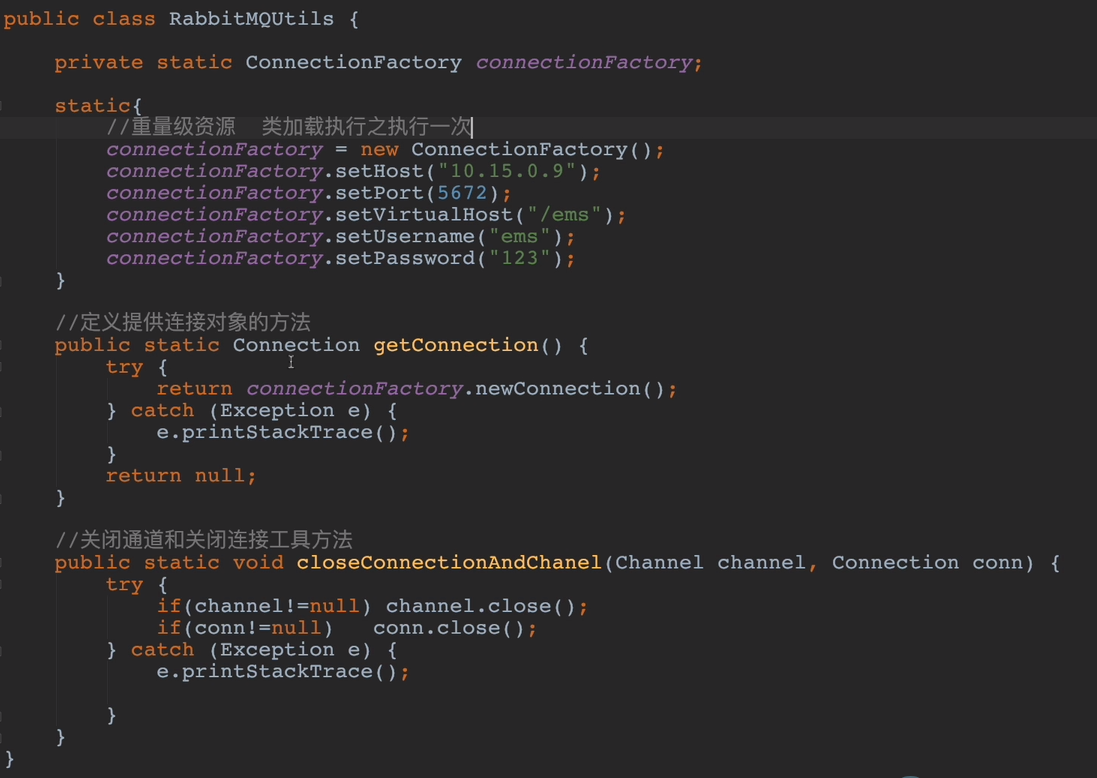 public class RabbitMQUtils {
private static ConnectionFactory connectionFactory;
static{
//重量级资源  类加载执行之执行一次
connectionFactory = new ConnectionFactory();
connectionFactory.setHost("10.15.0.9");
connectionFactory.setPort(5672);
connectionFactory.setVirtualHost("/ems");
connectionFactory.setUsername("ems");
connectionFactory.setPassword("123");
}
//定义提供连接对象的方法
public static Connection getConnection() {
try {
return connectionFactory.newConnection();
} catch (Exception e) {
e.printStackTrace();
}
return null;
}
//关闭通道和关闭连接工具方法
public static void closeConnectionAndChanel(Channel channel, Connection conn) {
try {
if(channel!=null) channel.close();
if(conn!=null)   conn.close();
} catch (Exception e) {
e.printStackTrace();
}
}
}